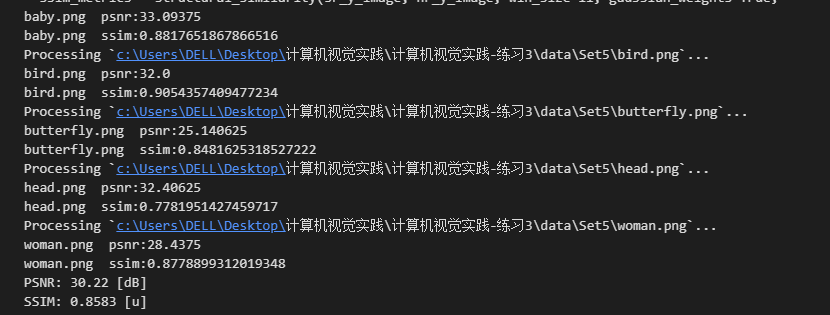 baby.png  psnr:33.09375
baby.png  ssim:0.8817651867866516
Processing `c:\Users\DELL\Desktop\计算机视觉实践\计算机视觉实践-练习3\data\Set5\bird.png`...
bird.png  psnr:32.0
bird.png  ssim:0.9054357409477234
Processing `c:\Users\DELL\Desktop\计算机视觉实践\计算机视觉实践-练习3\data\Set5\butterfly.png`...
butterfly.png  psnr:25.140625
butterfly.png  ssim:0.8481625318527222
Processing `c:\Users\DELL\Desktop\计算机视觉实践\计算机视觉实践-练习3\data\Set5\head.png`...
head.png  psnr:32.40625
head.png  ssim:0.7781951427459717
Processing `c:\Users\DELL\Desktop\计算机视觉实践\计算机视觉实践-练习3\data\Set5\woman.png`...
woman.png  psnr:28.4375
woman.png  ssim:0.8778899312019348
PSNR: 30.22 [dB]
SSIM: 0.8583 [u]